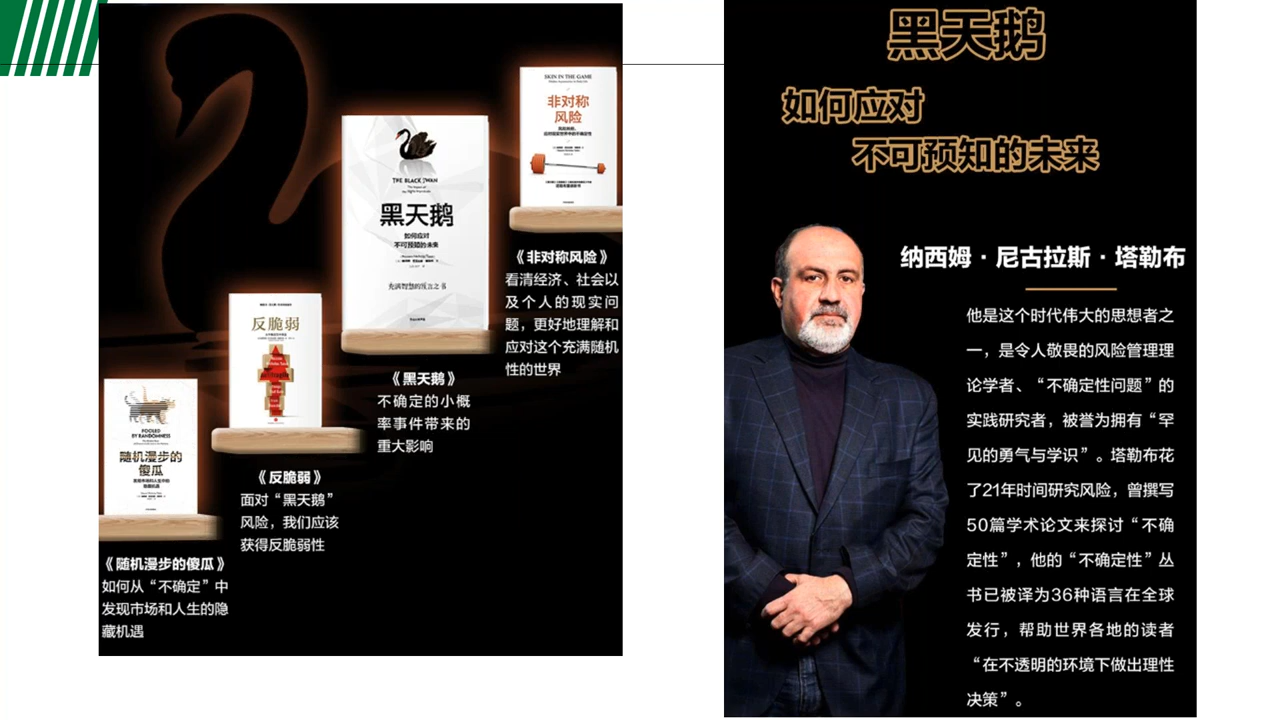 SKIN IN THE GAME
非对称
风险
THE BLACK SWAN
黑天鹅
如何应对
不可预知的未来
充满智慧的预言之书
反脆弱
FOOLED
BY RANDOMNESS
随机漫步的
傻瓜
《非对称风险》
看清经济、社会以
及个人的现实问
题，更好地理解和
应对这个充满随机
性的世界
《黑天鹅》
不确定的小概
率事件带来的
重大影响
《反脆弱》
面对“黑天鹅”
风险，我们应该
获得反脆弱性
《随机漫步的傻瓜》
如何从“不确定”中
发现市场和人生的隐
藏机遇
黑天鹅
如何应对
不可预知的未来
纳西姆·尼古拉斯·塔勒布
他是这个时代伟大的思想者之
一，是令人敬畏的风险管理理
论学者、“不确定性问题”的
实践研究者，被誉为拥有“罕
见的勇气与学识”。塔勒布花
了21年时间研究风险，曾撰写
50篇学术论文来探讨“不确
定性”，他的“不确定性”丛
书已被译为36种语言在全球
发行，帮助世界各地的读者
“在不透明的环境下做出理性
决策”。